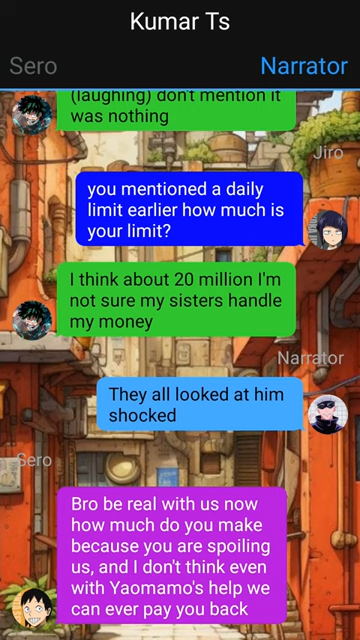 Kumar Ts
Sero
Narrator
(laughing) don't mention it
was nothing
Jiro
you mentioned a daily
limit earlier how much is
your limit?
I think about 20 million I'm
not sure my sisters handle
my money
Narrator
They all looked at him
shocked
Sero
Bro be real with us now
how much do you make
because you are spoiling
us, and I don't think even
with Yaomamo's help we
can ever pay you back